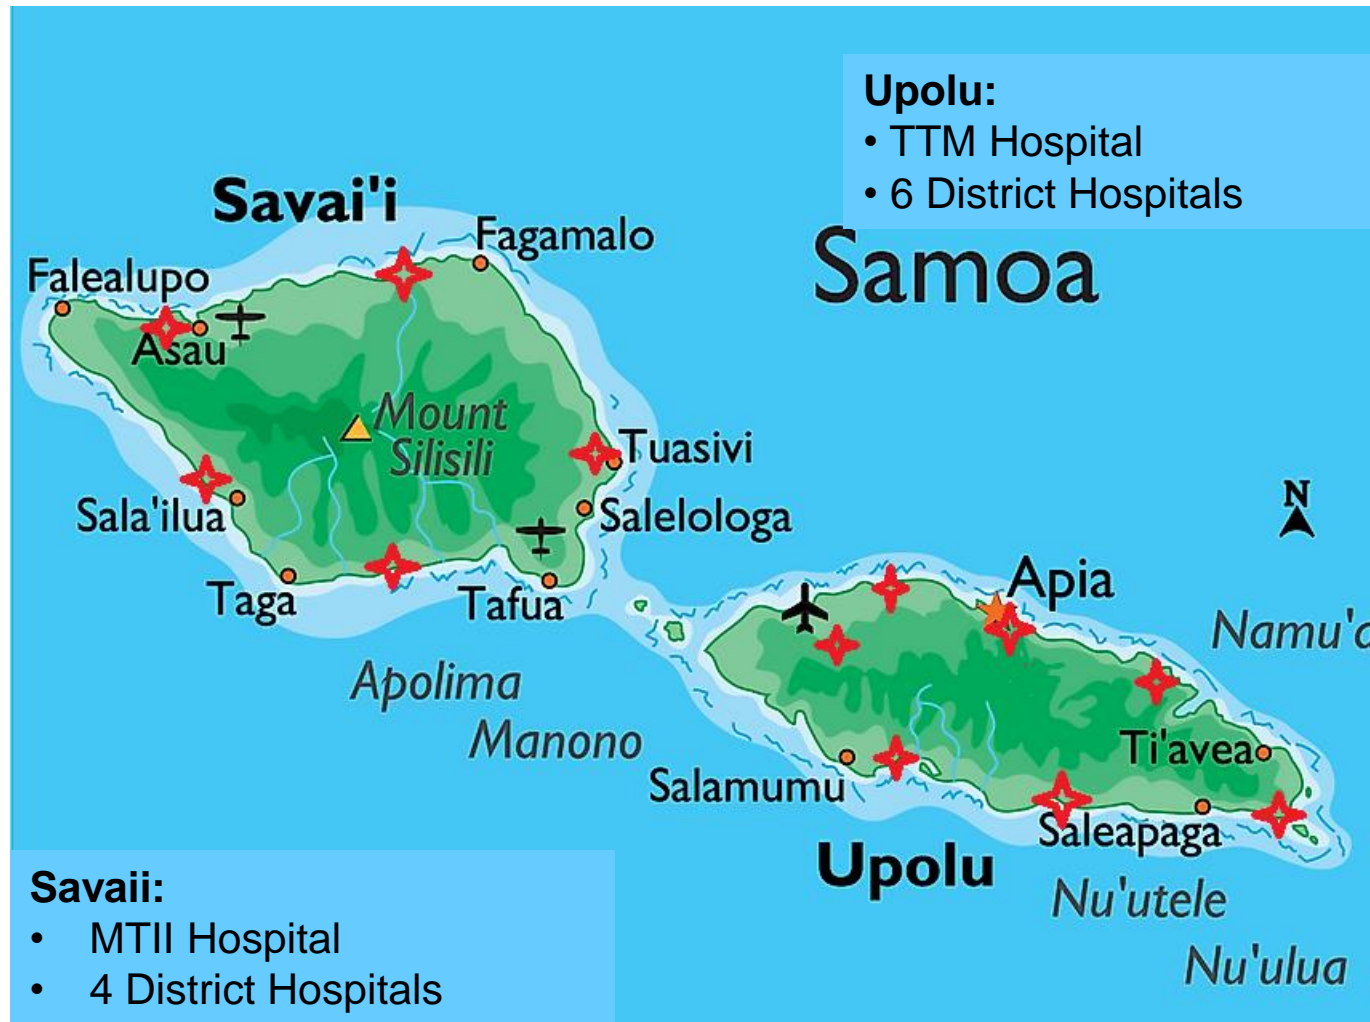 Upolu:
• TTM Hospital
• 6 District Hospitals
Savai'i
Fagamalo
Samoa
Falealupo
Asau
Mount
Silisili
Tuasivi
Sala'ilua
Salelologa
N
Taga
Tafua
Apia
Namu'a
Apolima
Manono
Ti'avea
Salamumu
Saleapaga
Upolu
Nu'utele
Nu'ulua
Savaii:
• MTII Hospital
• 4 District Hospitals